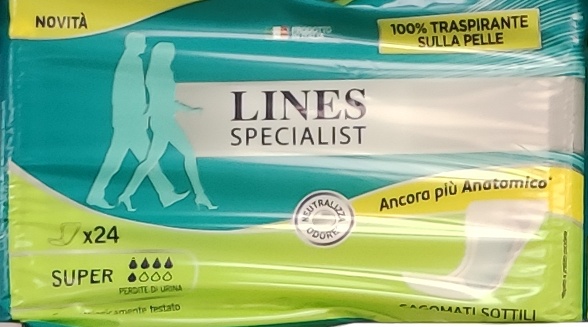 NOVITÀ
100% TRASPIRANTE
SULLA PELLE
LINES
SPECIALIST
Ancora più Anatomico*
NEUTRALIZZA
ODORE
x24
SUPER
PERDITE DI URINA
testato
SAGOMATI SOTTILI